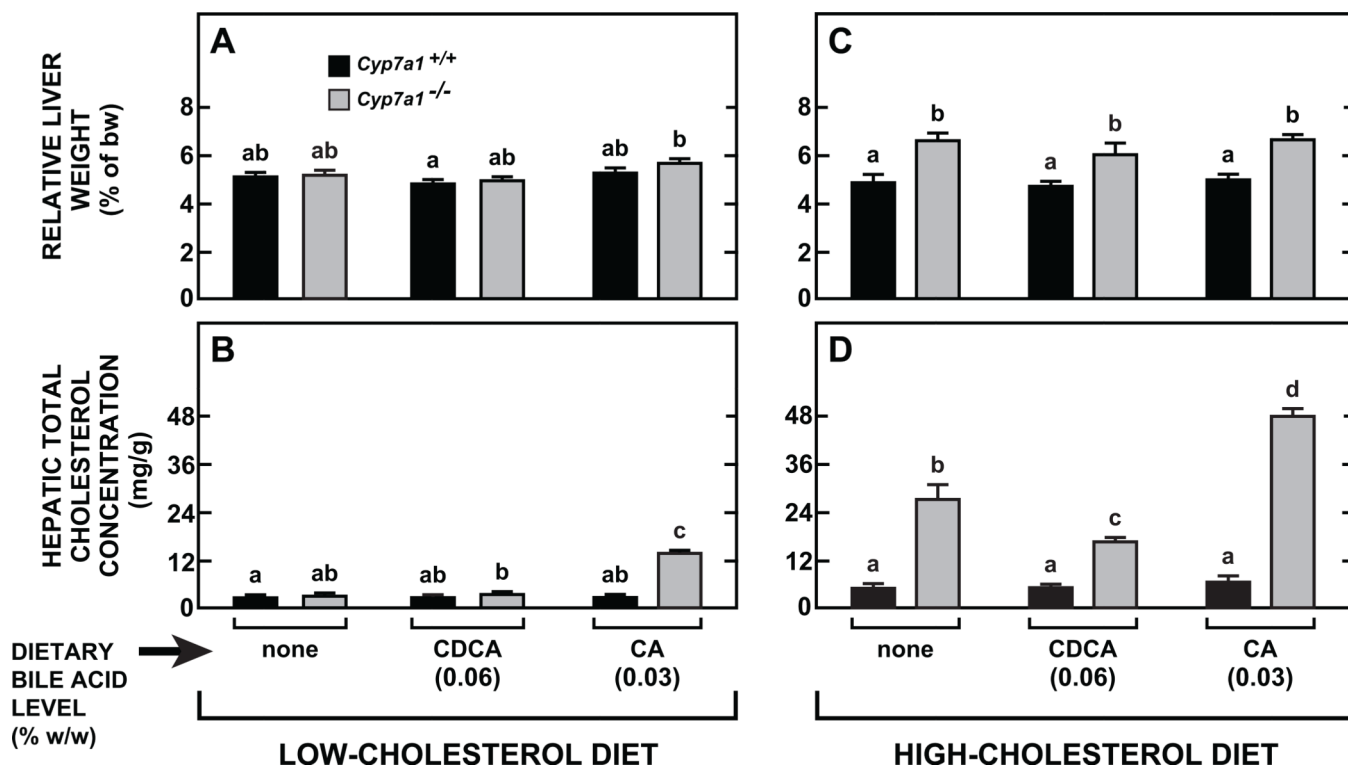 A
Cyp7a1 +/+
Cyp7a1 -/-
RELATIVE LIVER
WEIGHT
(% of bw)
8
6
4
2
0
ab
ab
a
ab
ab
b
C
8
6
4
2
0
a
b
a
b
a
b
B
HEPATIC TOTAL
CHOLESTEROL
CONCENTRATION
(mg/g)
48
36
24
12
0
a
ab
ab
b
ab
c
D
48
36
24
12
0
a
b
a
c
a
d
DIETARY
BILE ACID
LEVEL
(% w/w)
none
CDCA
(0.06)
CA
(0.03)
none
CDCA
(0.06)
CA
(0.03)
LOW-CHOLESTEROL DIET
HIGH-CHOLESTEROL DIET